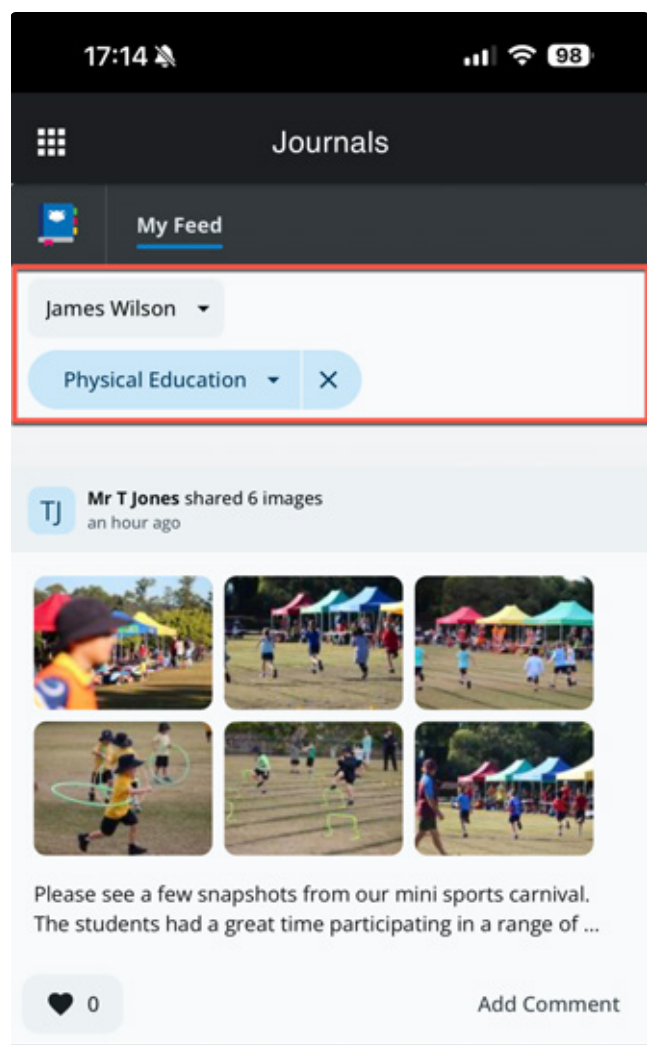 17:14
98
Journals
My Feed
James Wilson
Physical Education
TJ
Mr T Jones shared 6 images
an hour ago
Please see a few snapshots from our mini sports carnival.
The students had a great time participating in a range of ...
0
Add Comment